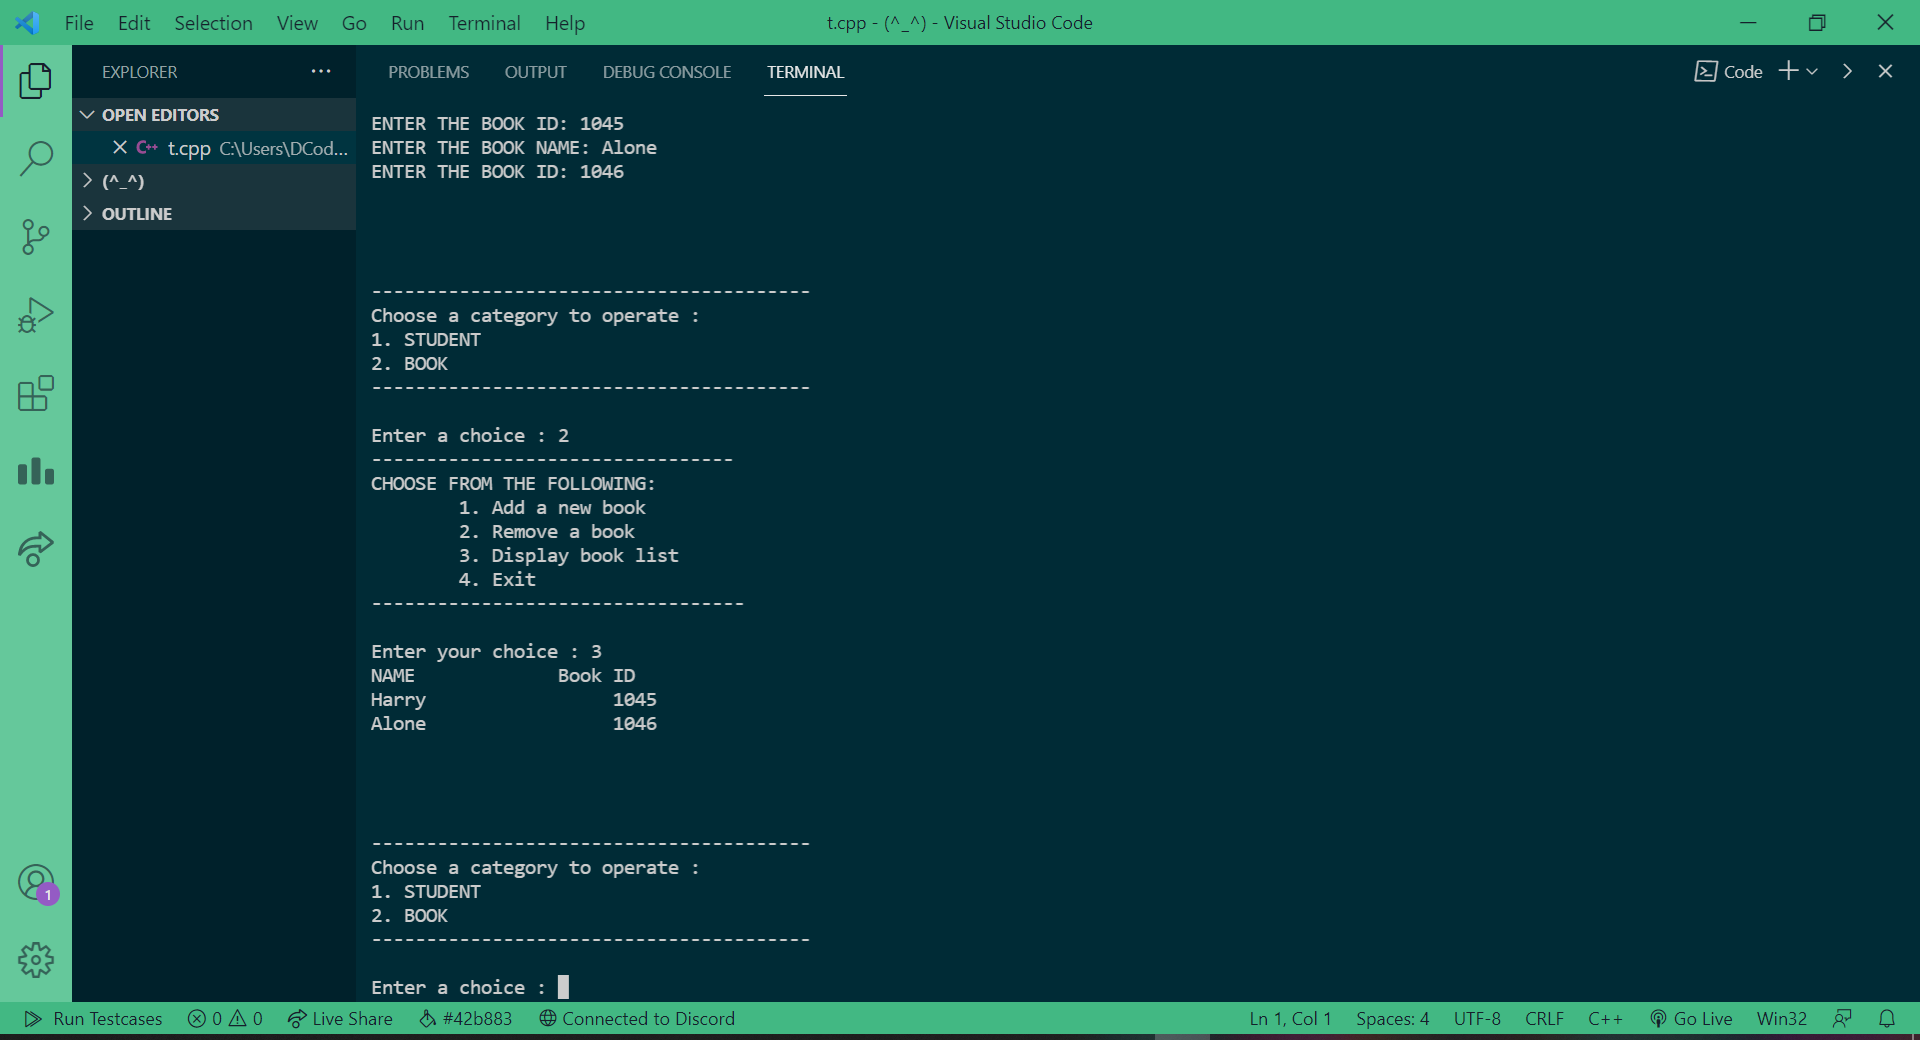 File Edit Selection View Go Run Terminal Help t.cpp - (^_^) - Visual Studio Code
EXPLORER ···
OPEN EDITORS
C++ t.cpp C:\Users\DCod...
(^_^)
OUTLINE
1
PROBLEMS OUTPUT DEBUG CONSOLE TERMINAL Code
ENTER THE BOOK ID: 1045
ENTER THE BOOK NAME: Alone
ENTER THE BOOK ID: 1046
----------------------------------------
Choose a category to operate :
1. STUDENT
2. BOOK
----------------------------------------
Enter a choice : 2
---------------------------------
CHOOSE FROM THE FOLLOWING:
1. Add a new book
2. Remove a book
3. Display book list
4. Exit
----------------------------------
Enter your choice : 3
NAME Book ID
Harry 1045
Alone 1046
----------------------------------------
Choose a category to operate :
1. STUDENT
2. BOOK
----------------------------------------
Enter a choice :
Run Testcases 0 0 Live Share #42b883 Connected to Discord Ln 1, Col 1 Spaces: 4 UTF-8 CRLF C++ Go Live Win32